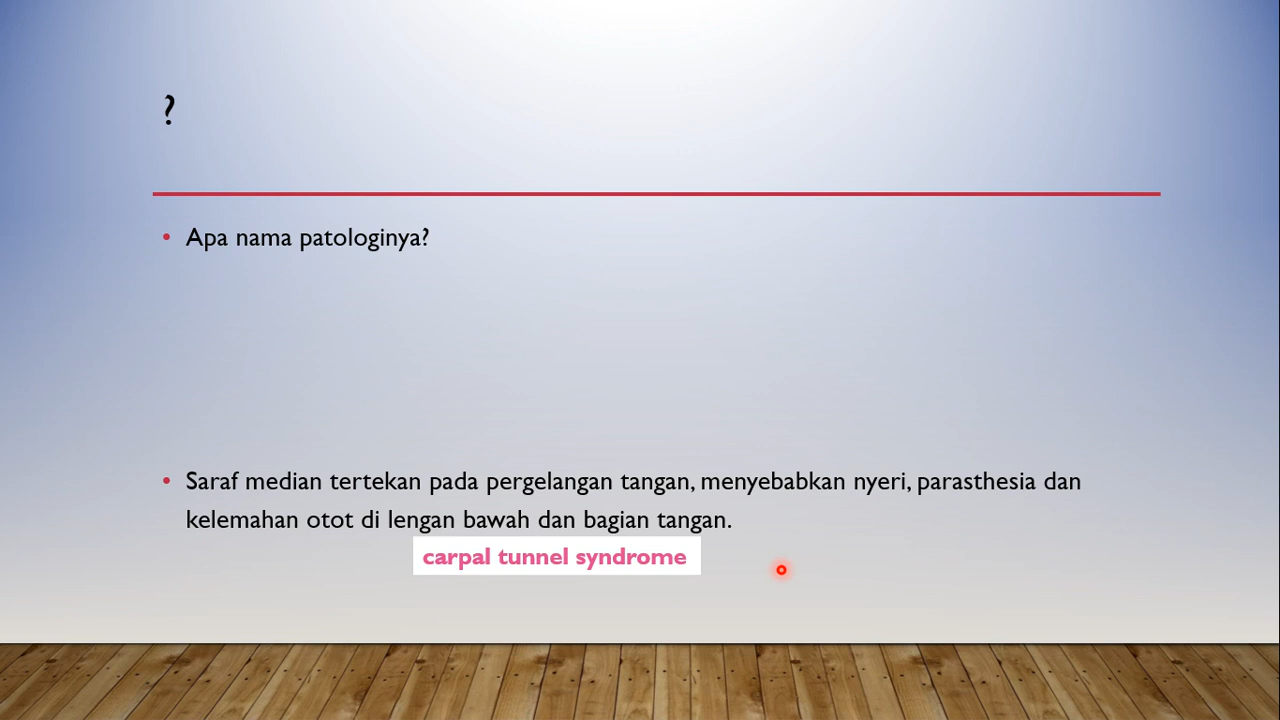 ?
• Apa nama patologinya?
• Saraf median tertekan pada pergelangan tangan, menyebabkan nyeri, parasthesia dan
kelemahan otot di lengan bawah dan bagian tangan.
carpal tunnel syndrome